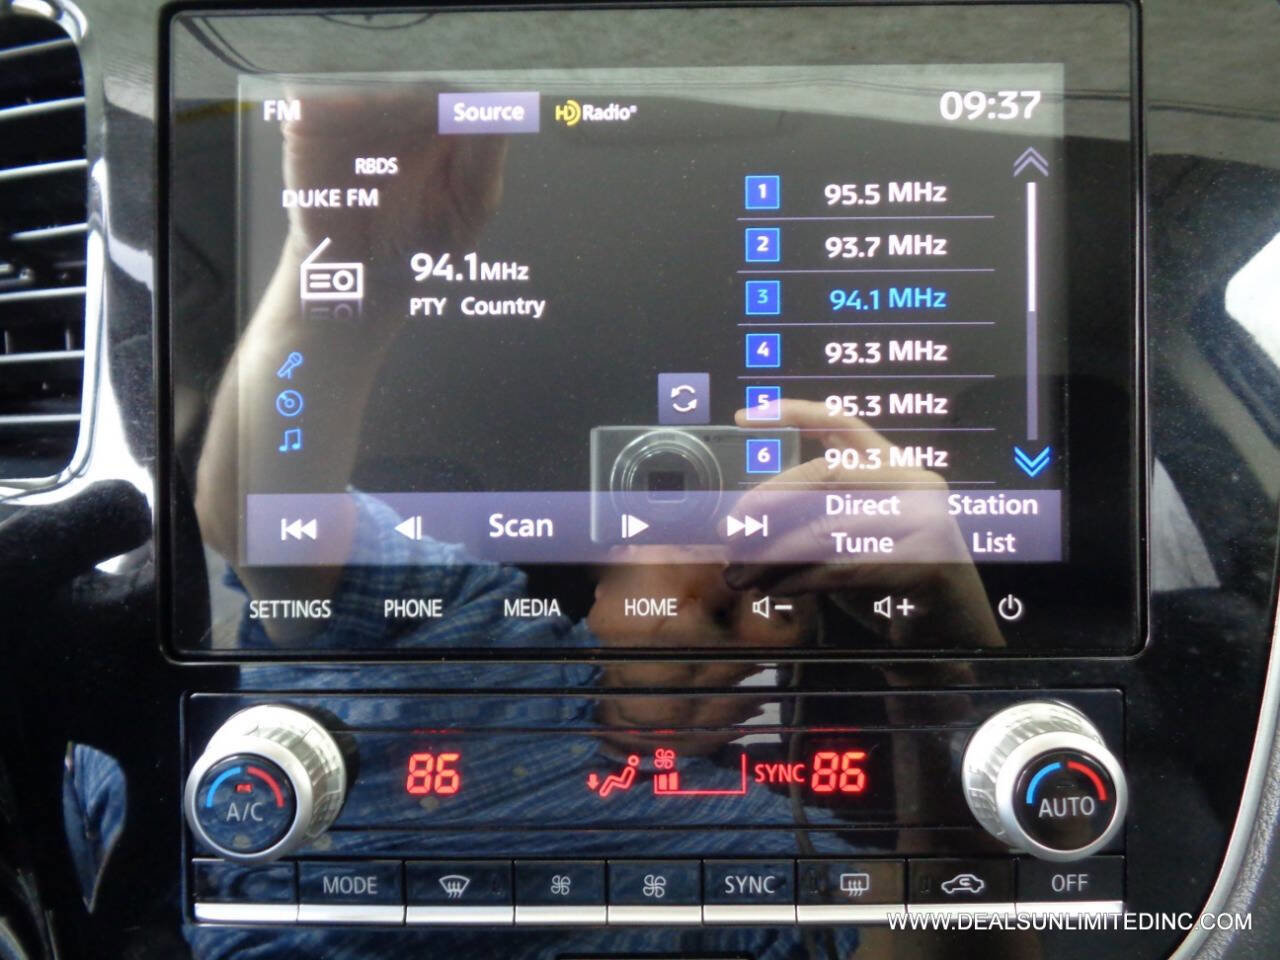 FM Source HD Radio 09:37
RBDS
DUKE FM
94.1MHz
PTY Country
1 95.5 MHz
2 93.7 MHz
3 94.1 MHz
4 93.3 MHz
5 95.3 MHz
6 90.3 MHz
Scan
Direct Tune
Station List
SETTINGS PHONE MEDIA HOME
86 SYNC 86
A/C
AUTO
MODE SYNC OFF
WWW.DEALSUNLIMITEDINC.COM